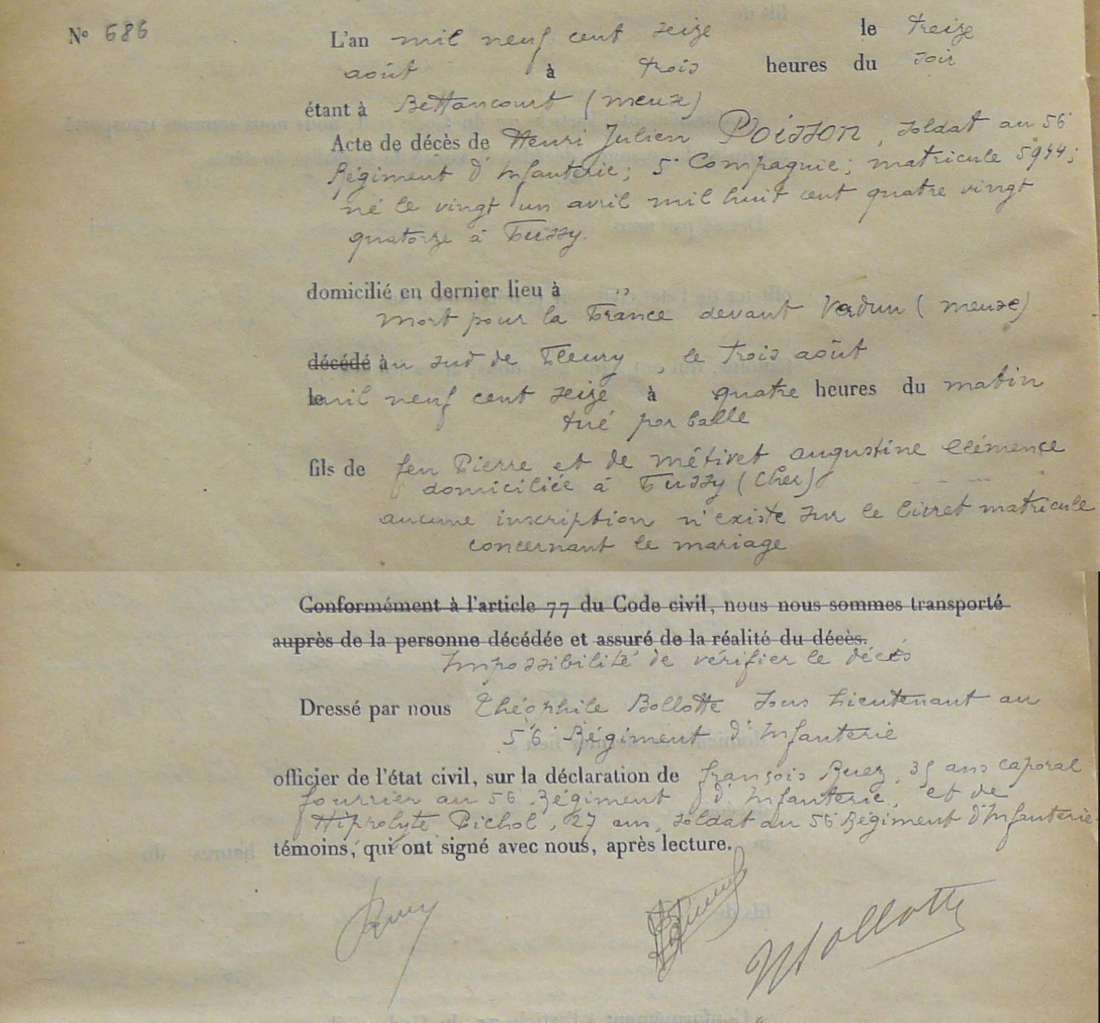 N° 686
L'an mil neuf cent seize le treize
août à trois heures du soir
étant à Bettancourt (meuse)
Acte de décès de Henri Julien Poisson, soldat au 56
Régiment d'Infanterie; 5e Compagnie; matricule 5944;
né le vingt un avril mil huit cent quatre vingt
quatorze à Fussy.
domicilié en dernier lieu à "
Mort pour la France devant Verdun (meuse)
décédé au sud de Fleury, le trois août
le mil neuf cent seize à quatre heures du matin
tué par balle
fils de feu Pierre et de métivet augustine Clémence
domiciliée à Fussy (Cher)
aucune inscription n'existe sur le livret matricule
concernant le mariage
Conformément à l'article 77 du Code civil, nous nous sommes transporté
auprès de la personne décédée et assuré de la réalité du décès.
Impossibilité de vérifier le décès
Dressé par nous Théophile Bollotte sous lieutenant au
56 Régiment d'Infanterie
officier de l'état civil, sur la déclaration de françois 35 ans caporal
fourrier au 56 Régiment d'Infanterie, et de
Hippolyte Pichol, 27 ans, soldat au 56 Régiment d'Infanterie
témoins, qui ont signé avec nous, après lecture.
Bollotte